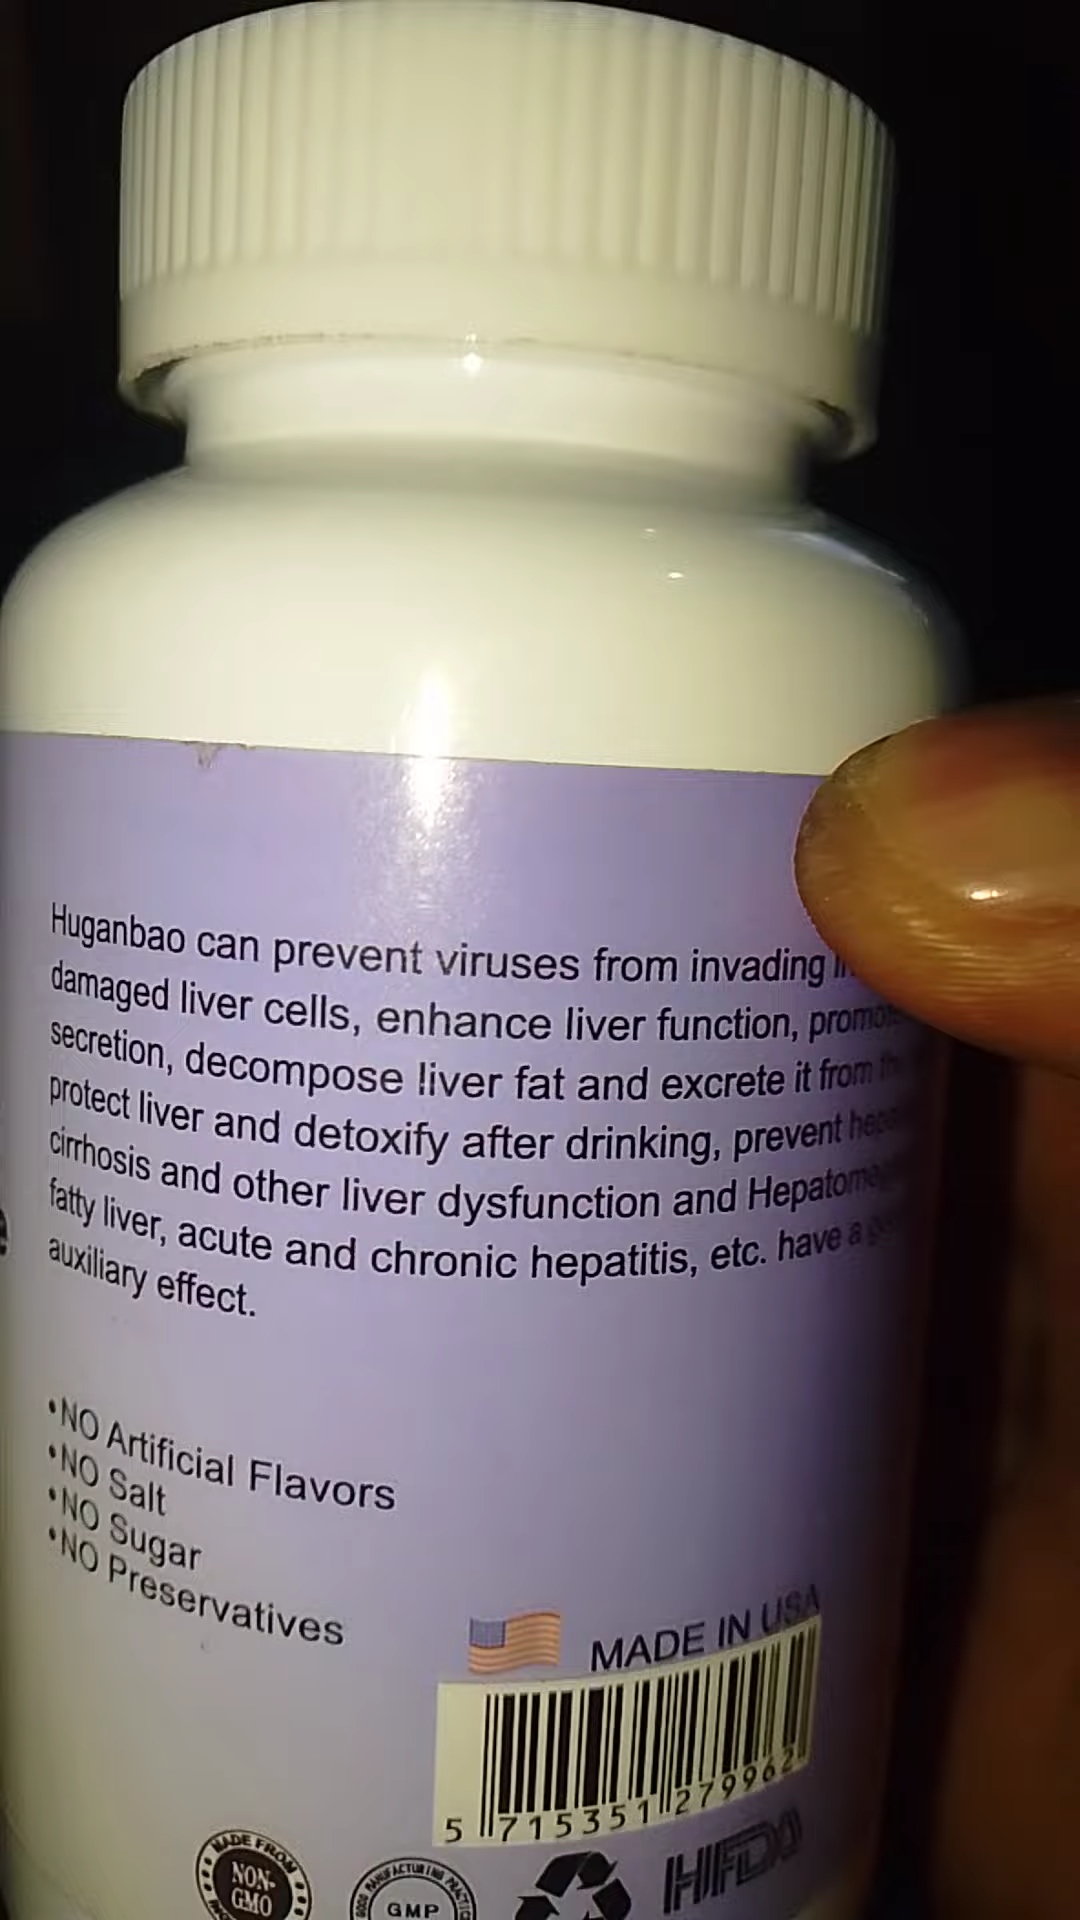 Huganbao can prevent viruses from invading
damaged liver cells, enhance liver function,
secretion, decompose liver fat and excrete it from
protect liver and detoxify after drinking, prevent
cirrhosis and other liver dysfunction and
fatty liver, acute and chronic hepatitis, etc. have a
auxiliary effect.
•NO Artificial Flavors
•NO Salt
•NO Sugar
•NO Preservatives
MADE IN USA
5 715351 279962
MADE FROM
NON-
GMO
GMP